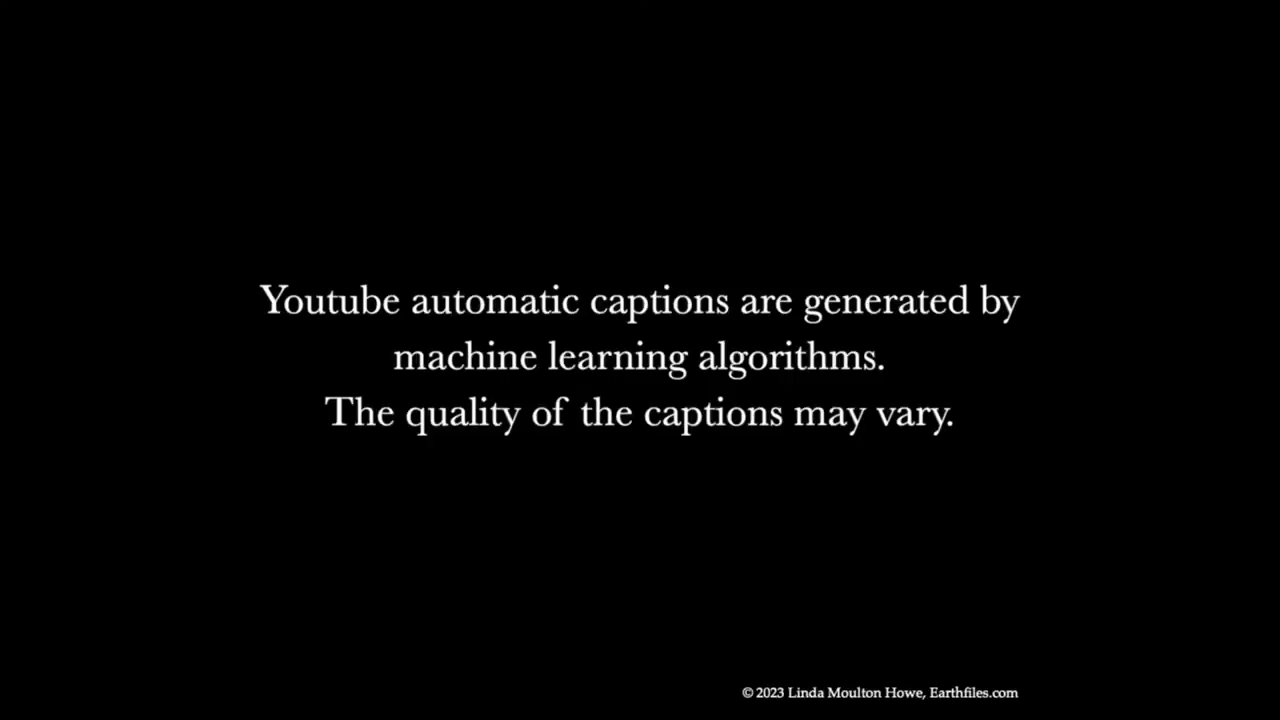 Youtube automatic captions are generated by
machine learning algorithms.
The quality of the captions may vary.
© 2023 Linda Moulton Howe, Earthfiles.com